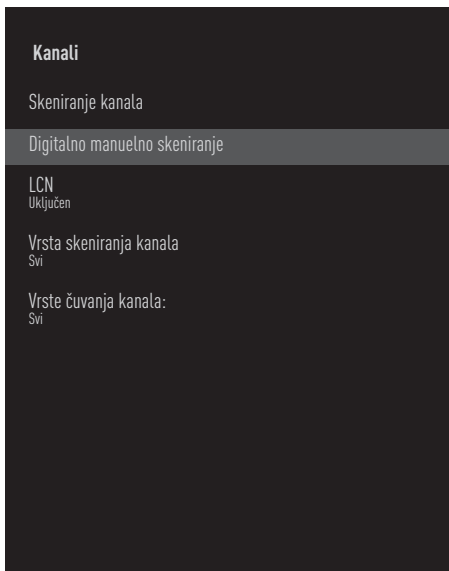 Kanali
Skeniranje kanala
Digitalno manuelno skeniranje
LCN
Uključen
Vrsta skeniranja kanala
Svi
Vrste čuvanja kanala:
Svi